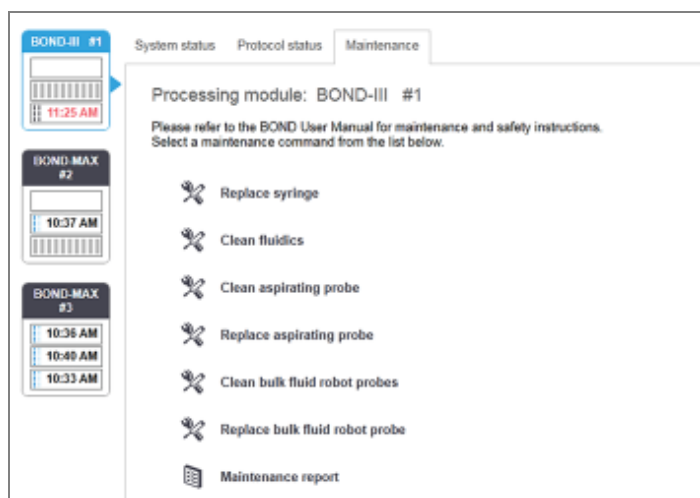 BOND-III #1
11:25 AM
BOND-MAX
#2
10:37 AM
BOND-MAX
#3
10:36 AM
10:40 AM
10:33 AM
System status Protocol status Maintenance
Processing module: BOND-III #1
Please refer to the BOND User Manual for maintenance and safety instructions.
Select a maintenance command from the list below.
Replace syringe
Clean fluidics
Clean aspirating probe
Replace aspirating probe
Clean bulk fluid robot probes
Replace bulk fluid robot probe
Maintenance report